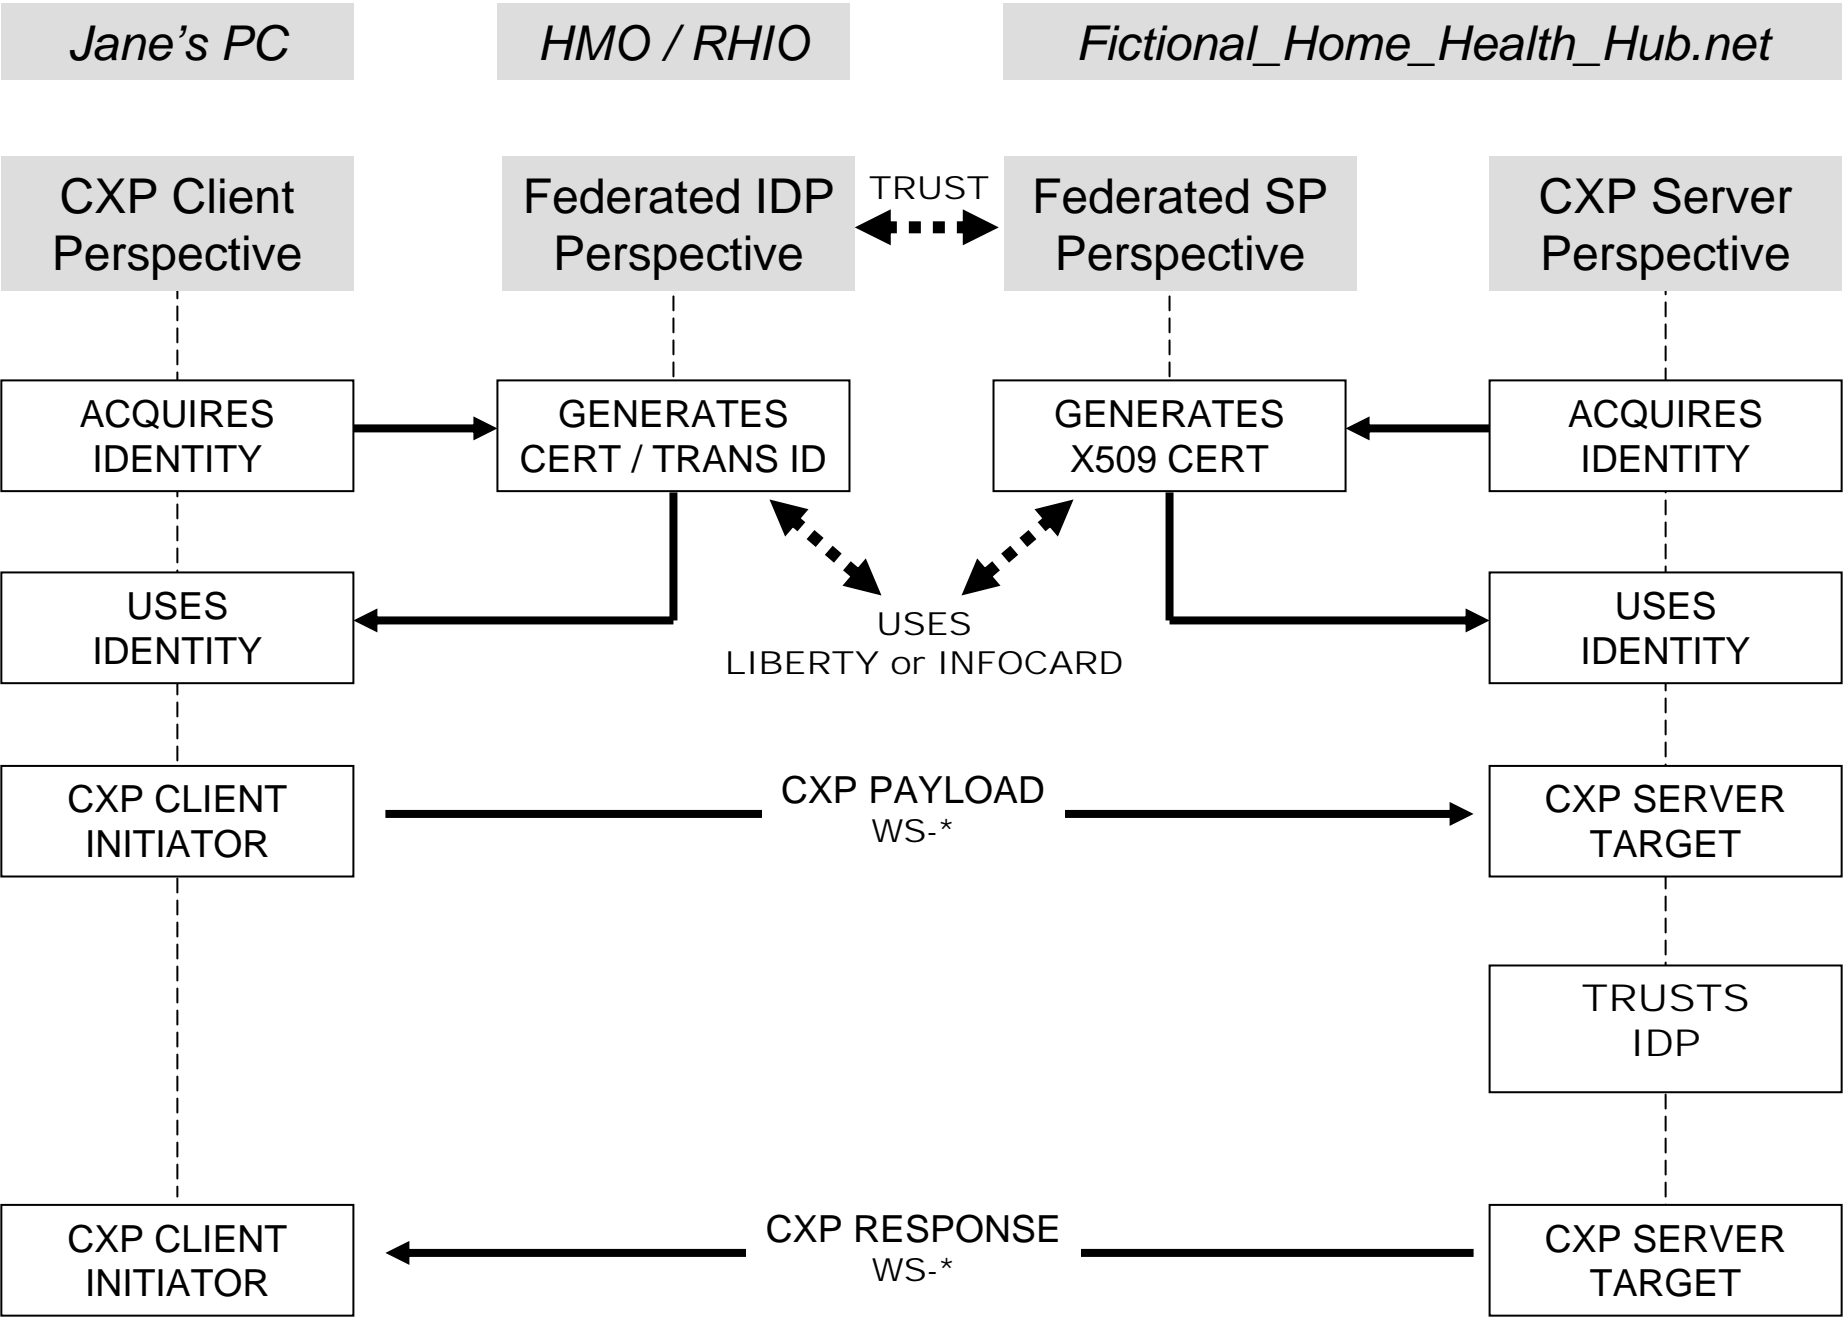 Jane's PC
HMO / RHIO
Fictional_Home_Health_Hub.net
CXP Client
Perspective
Federated IDP
Perspective
TRUST
Federated SP
Perspective
CXP Server
Perspective
ACQUIRES
IDENTITY
GENERATES
CERT / TRANS ID
GENERATES
X509 CERT
ACQUIRES
IDENTITY
USES
IDENTITY
USES
LIBERTY or INFOCARD
USES
IDENTITY
CXP CLIENT
INITIATOR
CXP PAYLOAD
WS-*
CXP SERVER
TARGET
TRUSTS
IDP
CXP CLIENT
INITIATOR
CXP RESPONSE
WS-*
CXP SERVER
TARGET